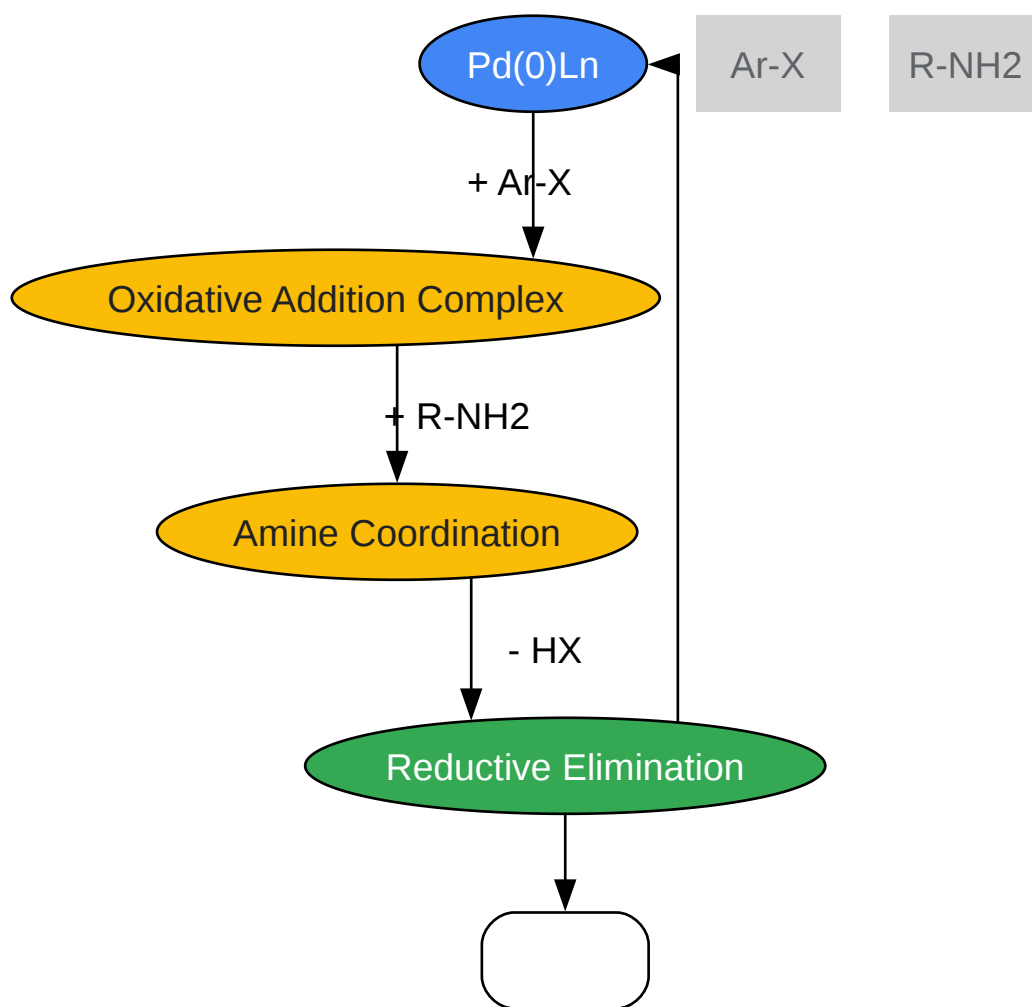 Pd(0)Ln
Ar-X
R-NH2
+ Ar-X
Oxidative Addition Complex
+ R-NH2
Amine Coordination
- HX
Reductive Elimination